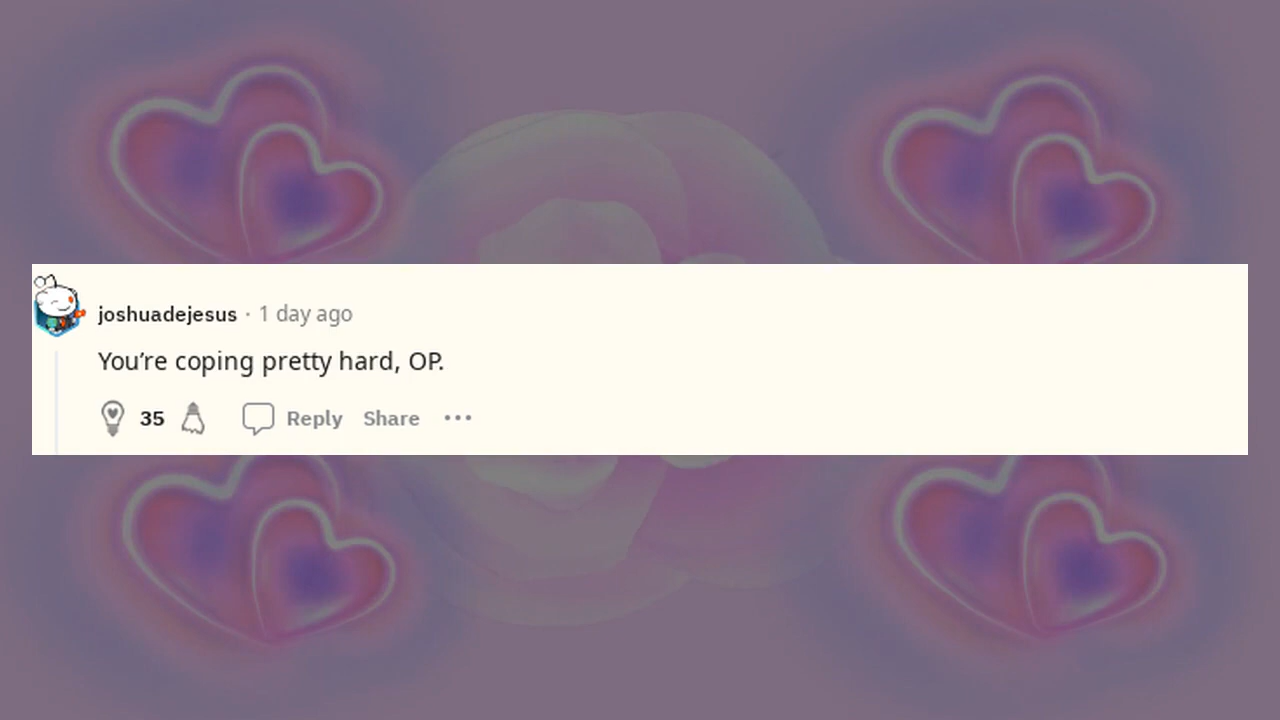 joshuadejesus · 1 day ago
You’re coping pretty hard, OP.
35 Reply Share ···